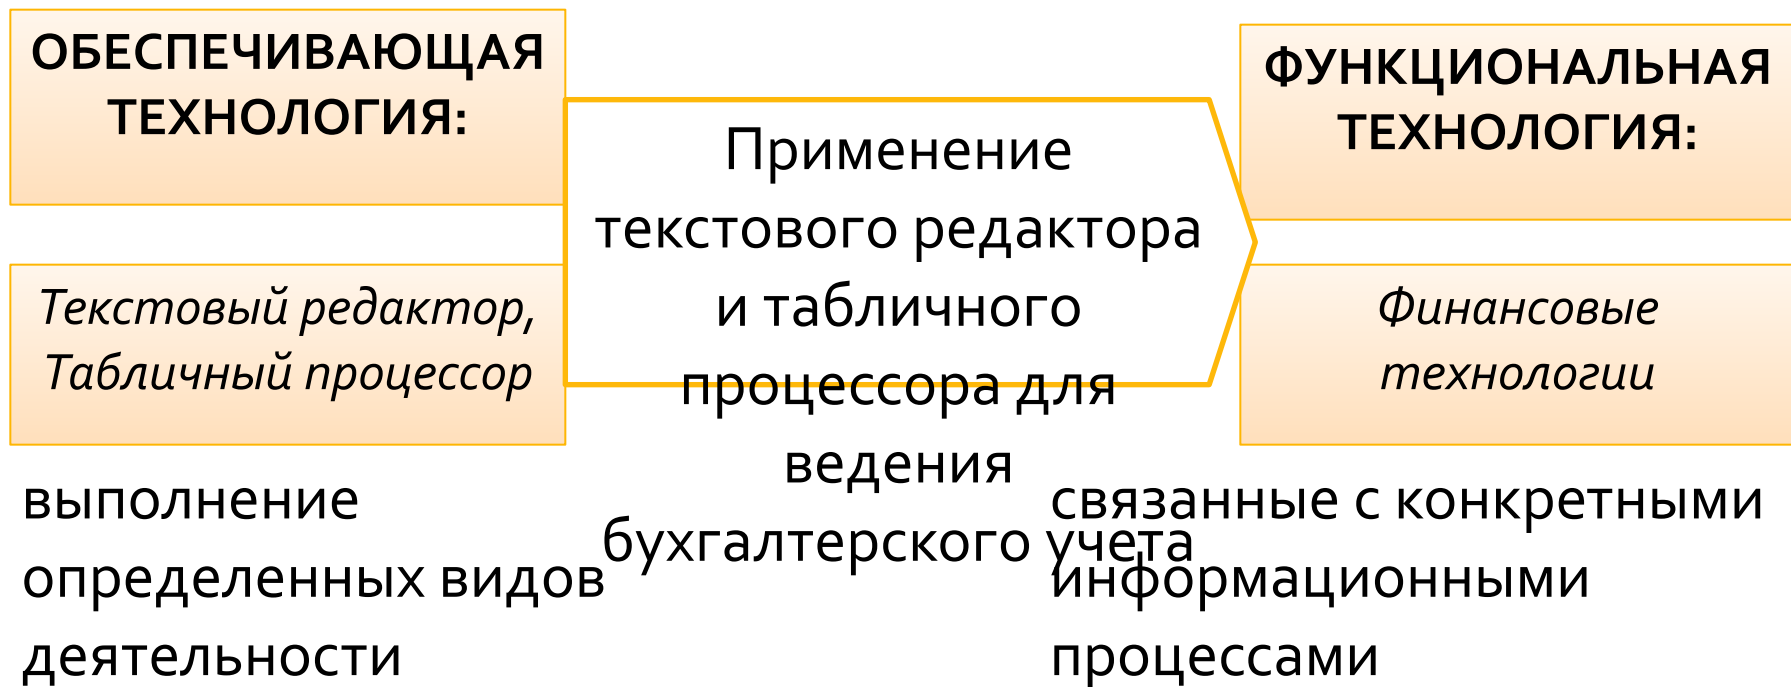 ОБЕСПЕЧИВАЮЩАЯ
ТЕХНОЛОГИЯ:
Текстовый редактор,
Табличный процессор
выполнение
определенных видов
деятельности
Применение
текстового редактора
и табличного
процессора для
ведения
бухгалтерского учета
ФУНКЦИОНАЛЬНАЯ
ТЕХНОЛОГИЯ:
Финансовые
технологии
связанные с конкретными
информационными
процессами